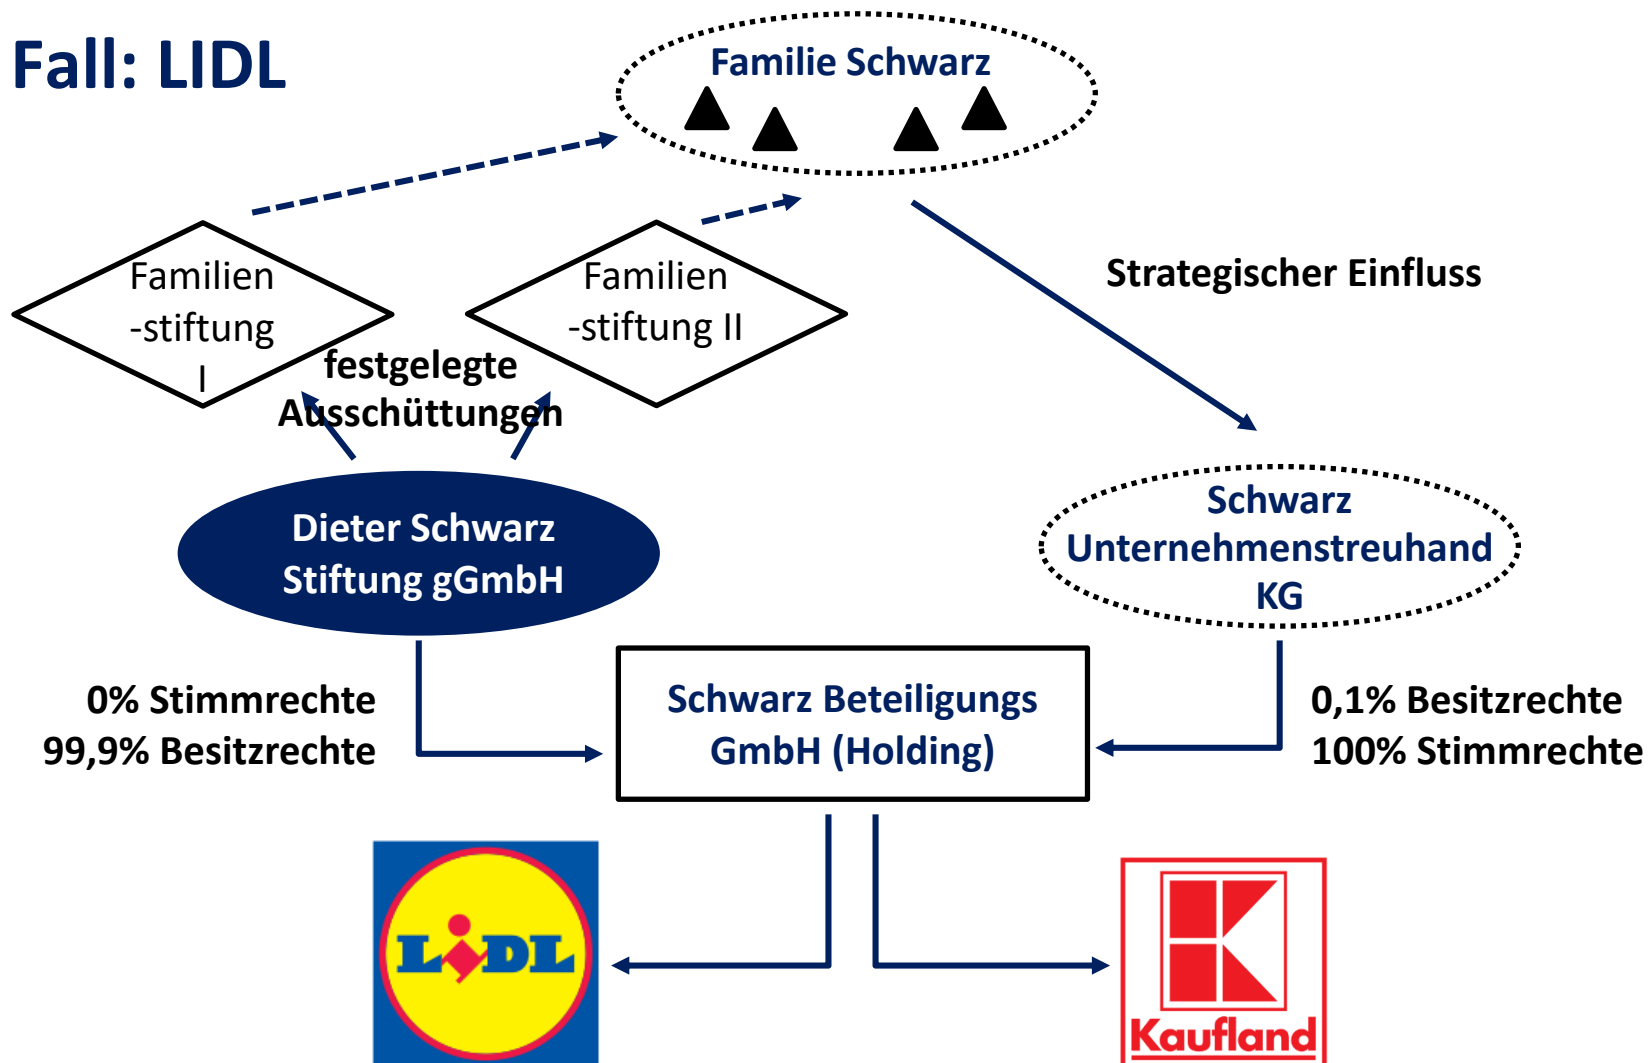 Fall: LIDL
Familie Schwarz
Familien
-stiftung
I
Familien
-stiftung II
Strategischer Einfluss
festgelegte
Ausschüttungen
Dieter Schwarz
Stiftung gGmbH
Schwarz
Unternehmenstreuhand
KG
0% Stimmrechte
99,9% Besitzrechte
Schwarz Beteiligungs
GmbH (Holding)
0,1% Besitzrechte
100% Stimmrechte
LiDL
Kaufland